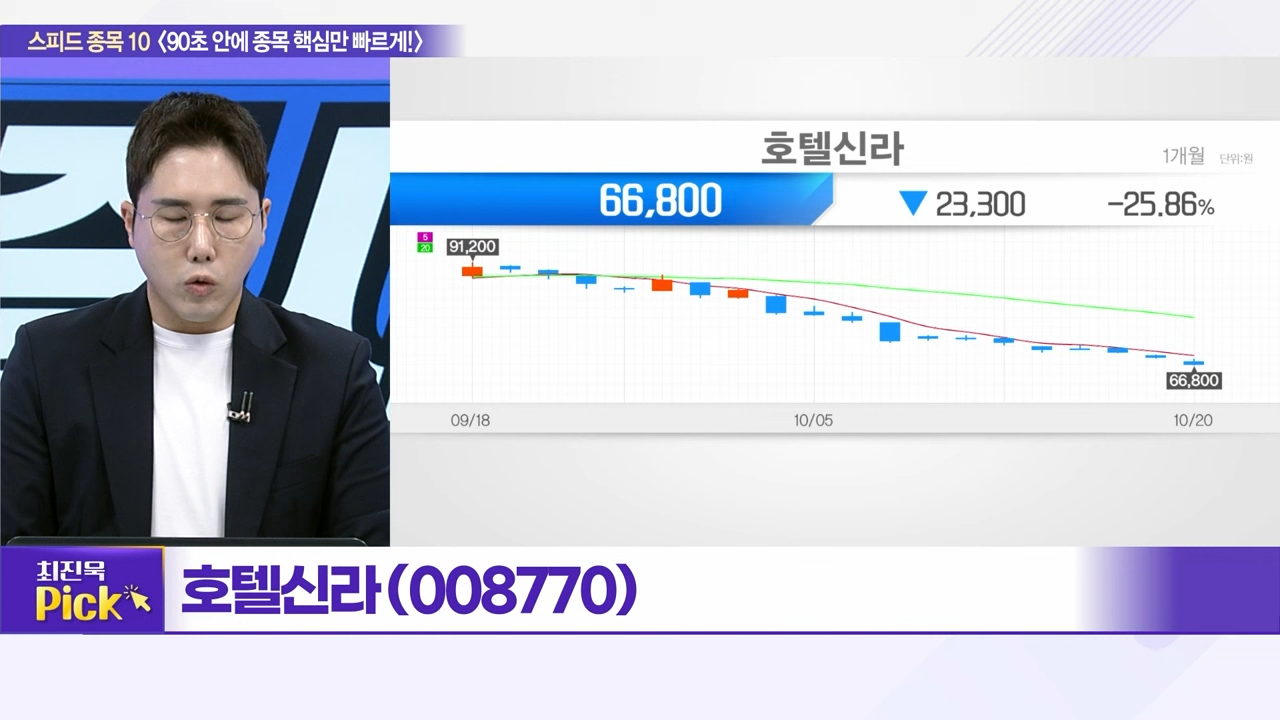 스피드 종목 10 〈90초 안에 종목 핵심만 빠르게!〉
호텔신라
1개월 단위:원
66,800 ▼ 23,300 -25.86%
5
20
91,200
66,800
09/18 10/05 10/20
최진욱
Pick
호텔신라(008770)